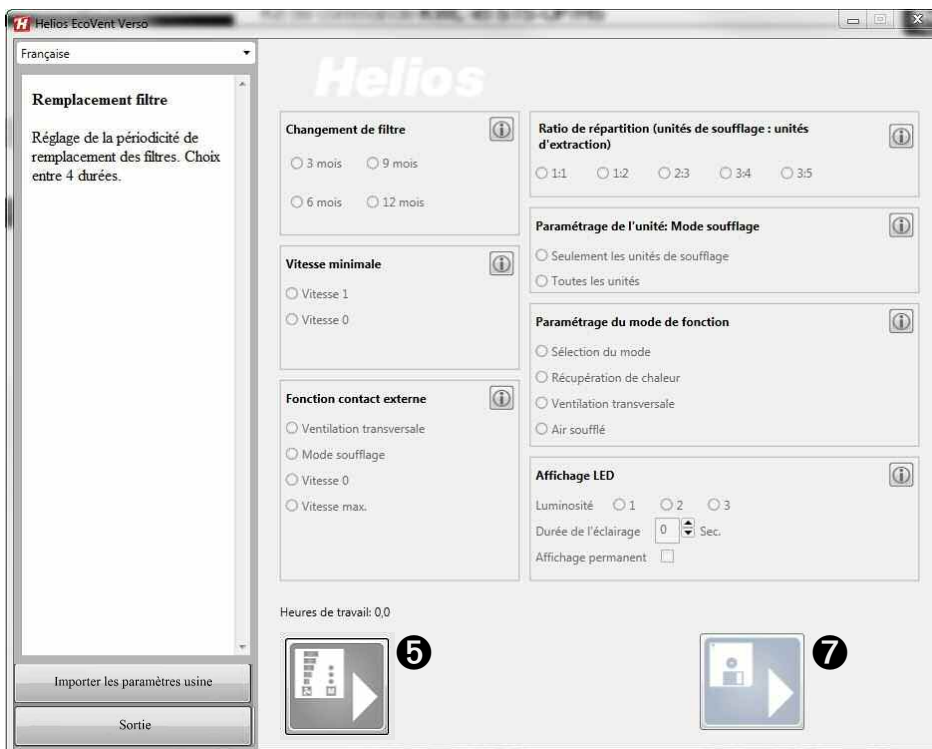 Helios EcoVent Verso
Française
Remplacement filtre
Réglage de la périodicité de
remplacement des filtres. Choix
entre 4 durées.
Importer les paramètres usine
Sortie
Helios
Changement de filtre
3 mois 9 mois
6 mois 12 mois
Vitesse minimale
Vitesse 1
Vitesse 0
Fonction contact externe
Ventilation transversale
Mode soufflage
Vitesse 0
Vitesse max.
Ratio de répartition (unités de soufflage : unités
d'extraction)
1:1 1:2 2:3 3:4 3:5
Paramétrage de l'unité: Mode soufflage
Seulement les unités de soufflage
Toutes les unités
Paramétrage du mode de fonction
Sélection du mode
Récupération de chaleur
Ventilation transversale
Air soufflé
Affichage LED
Luminosité 1 2 3
Durée de l'éclairage 0 Sec.
Affichage permanent
Heures de travail: 0,0
5
7